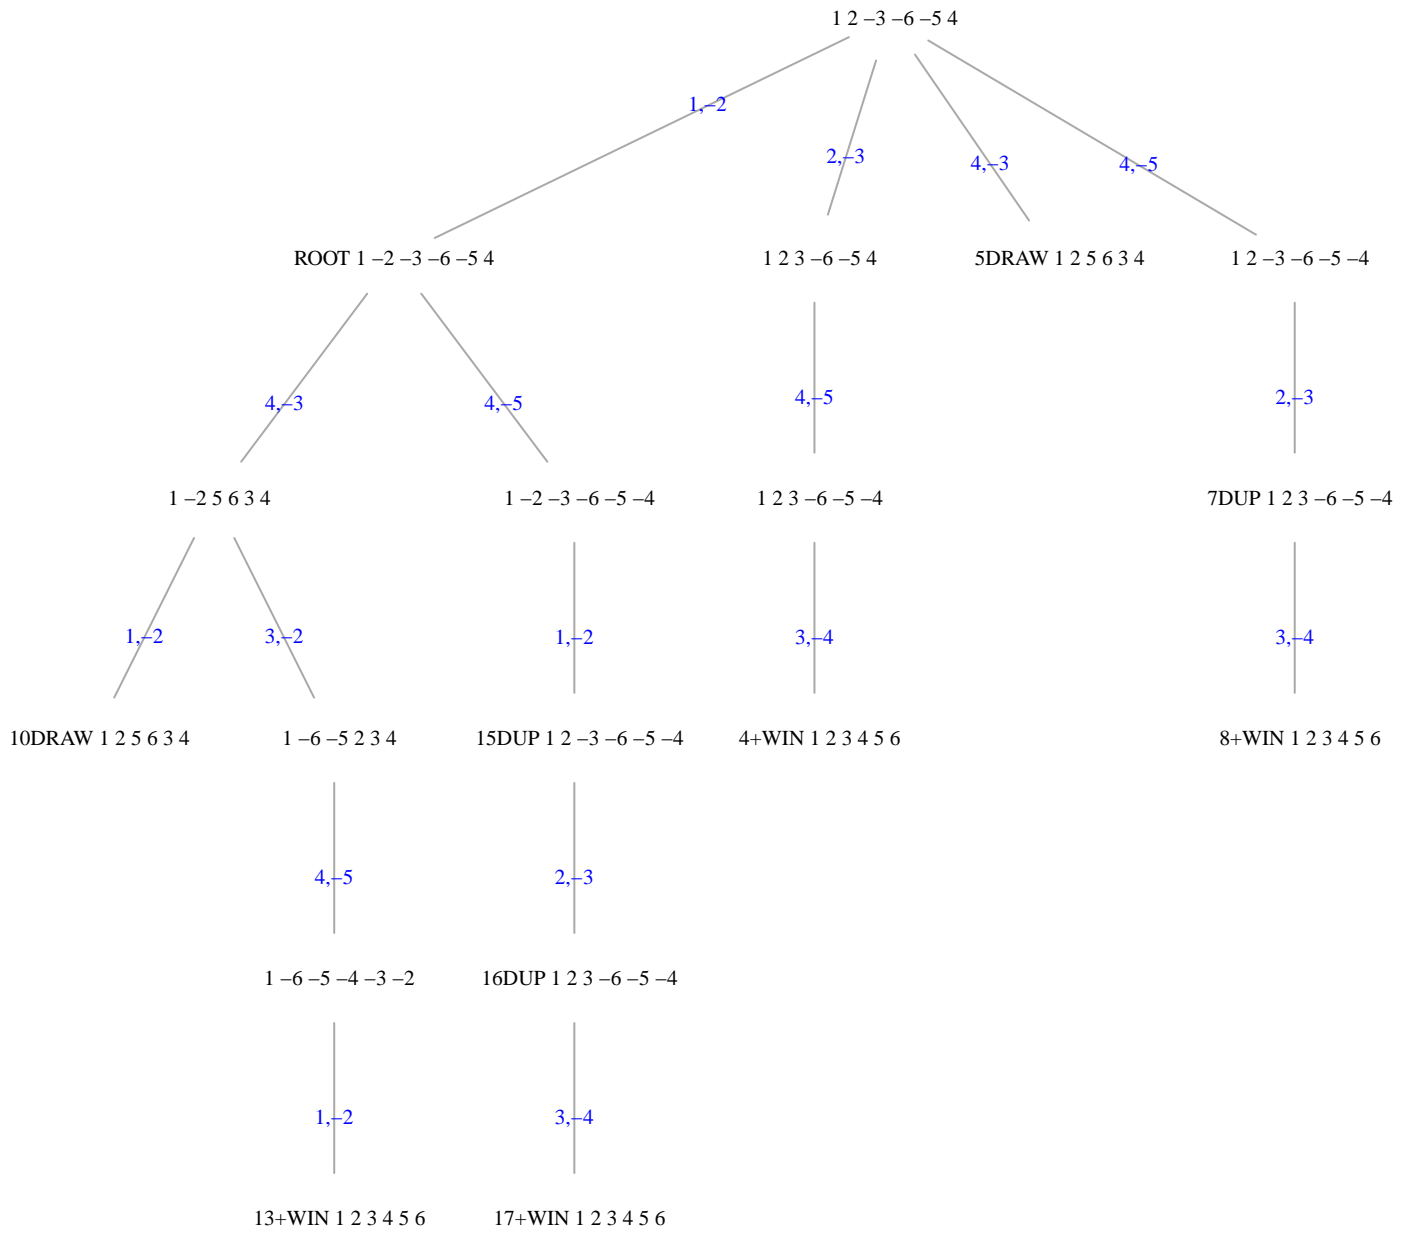 1 2 –3 –6 –5 4
1,–2
2,–3
4,–3
4,–5
ROOT 1 –2 –3 –6 –5 4
1 2 3 –6 –5 4
5DRAW 1 2 5 6 3 4
1 2 –3 –6 –5 –4
4,–3
4,–5
4,–5
2,–3
1 –2 5 6 3 4
1 –2 –3 –6 –5 –4
1 2 3 –6 –5 –4
7DUP 1 2 3 –6 –5 –4
1,–2
3,–2
1,–2
3,–4
3,–4
10DRAW 1 2 5 6 3 4
1 –6 –5 2 3 4
15DUP 1 2 –3 –6 –5 –4
4+WIN 1 2 3 4 5 6
8+WIN 1 2 3 4 5 6
4,–5
2,–3
1 –6 –5 –4 –3 –2
16DUP 1 2 3 –6 –5 –4
1,–2
3,–4
13+WIN 1 2 3 4 5 6
17+WIN 1 2 3 4 5 6